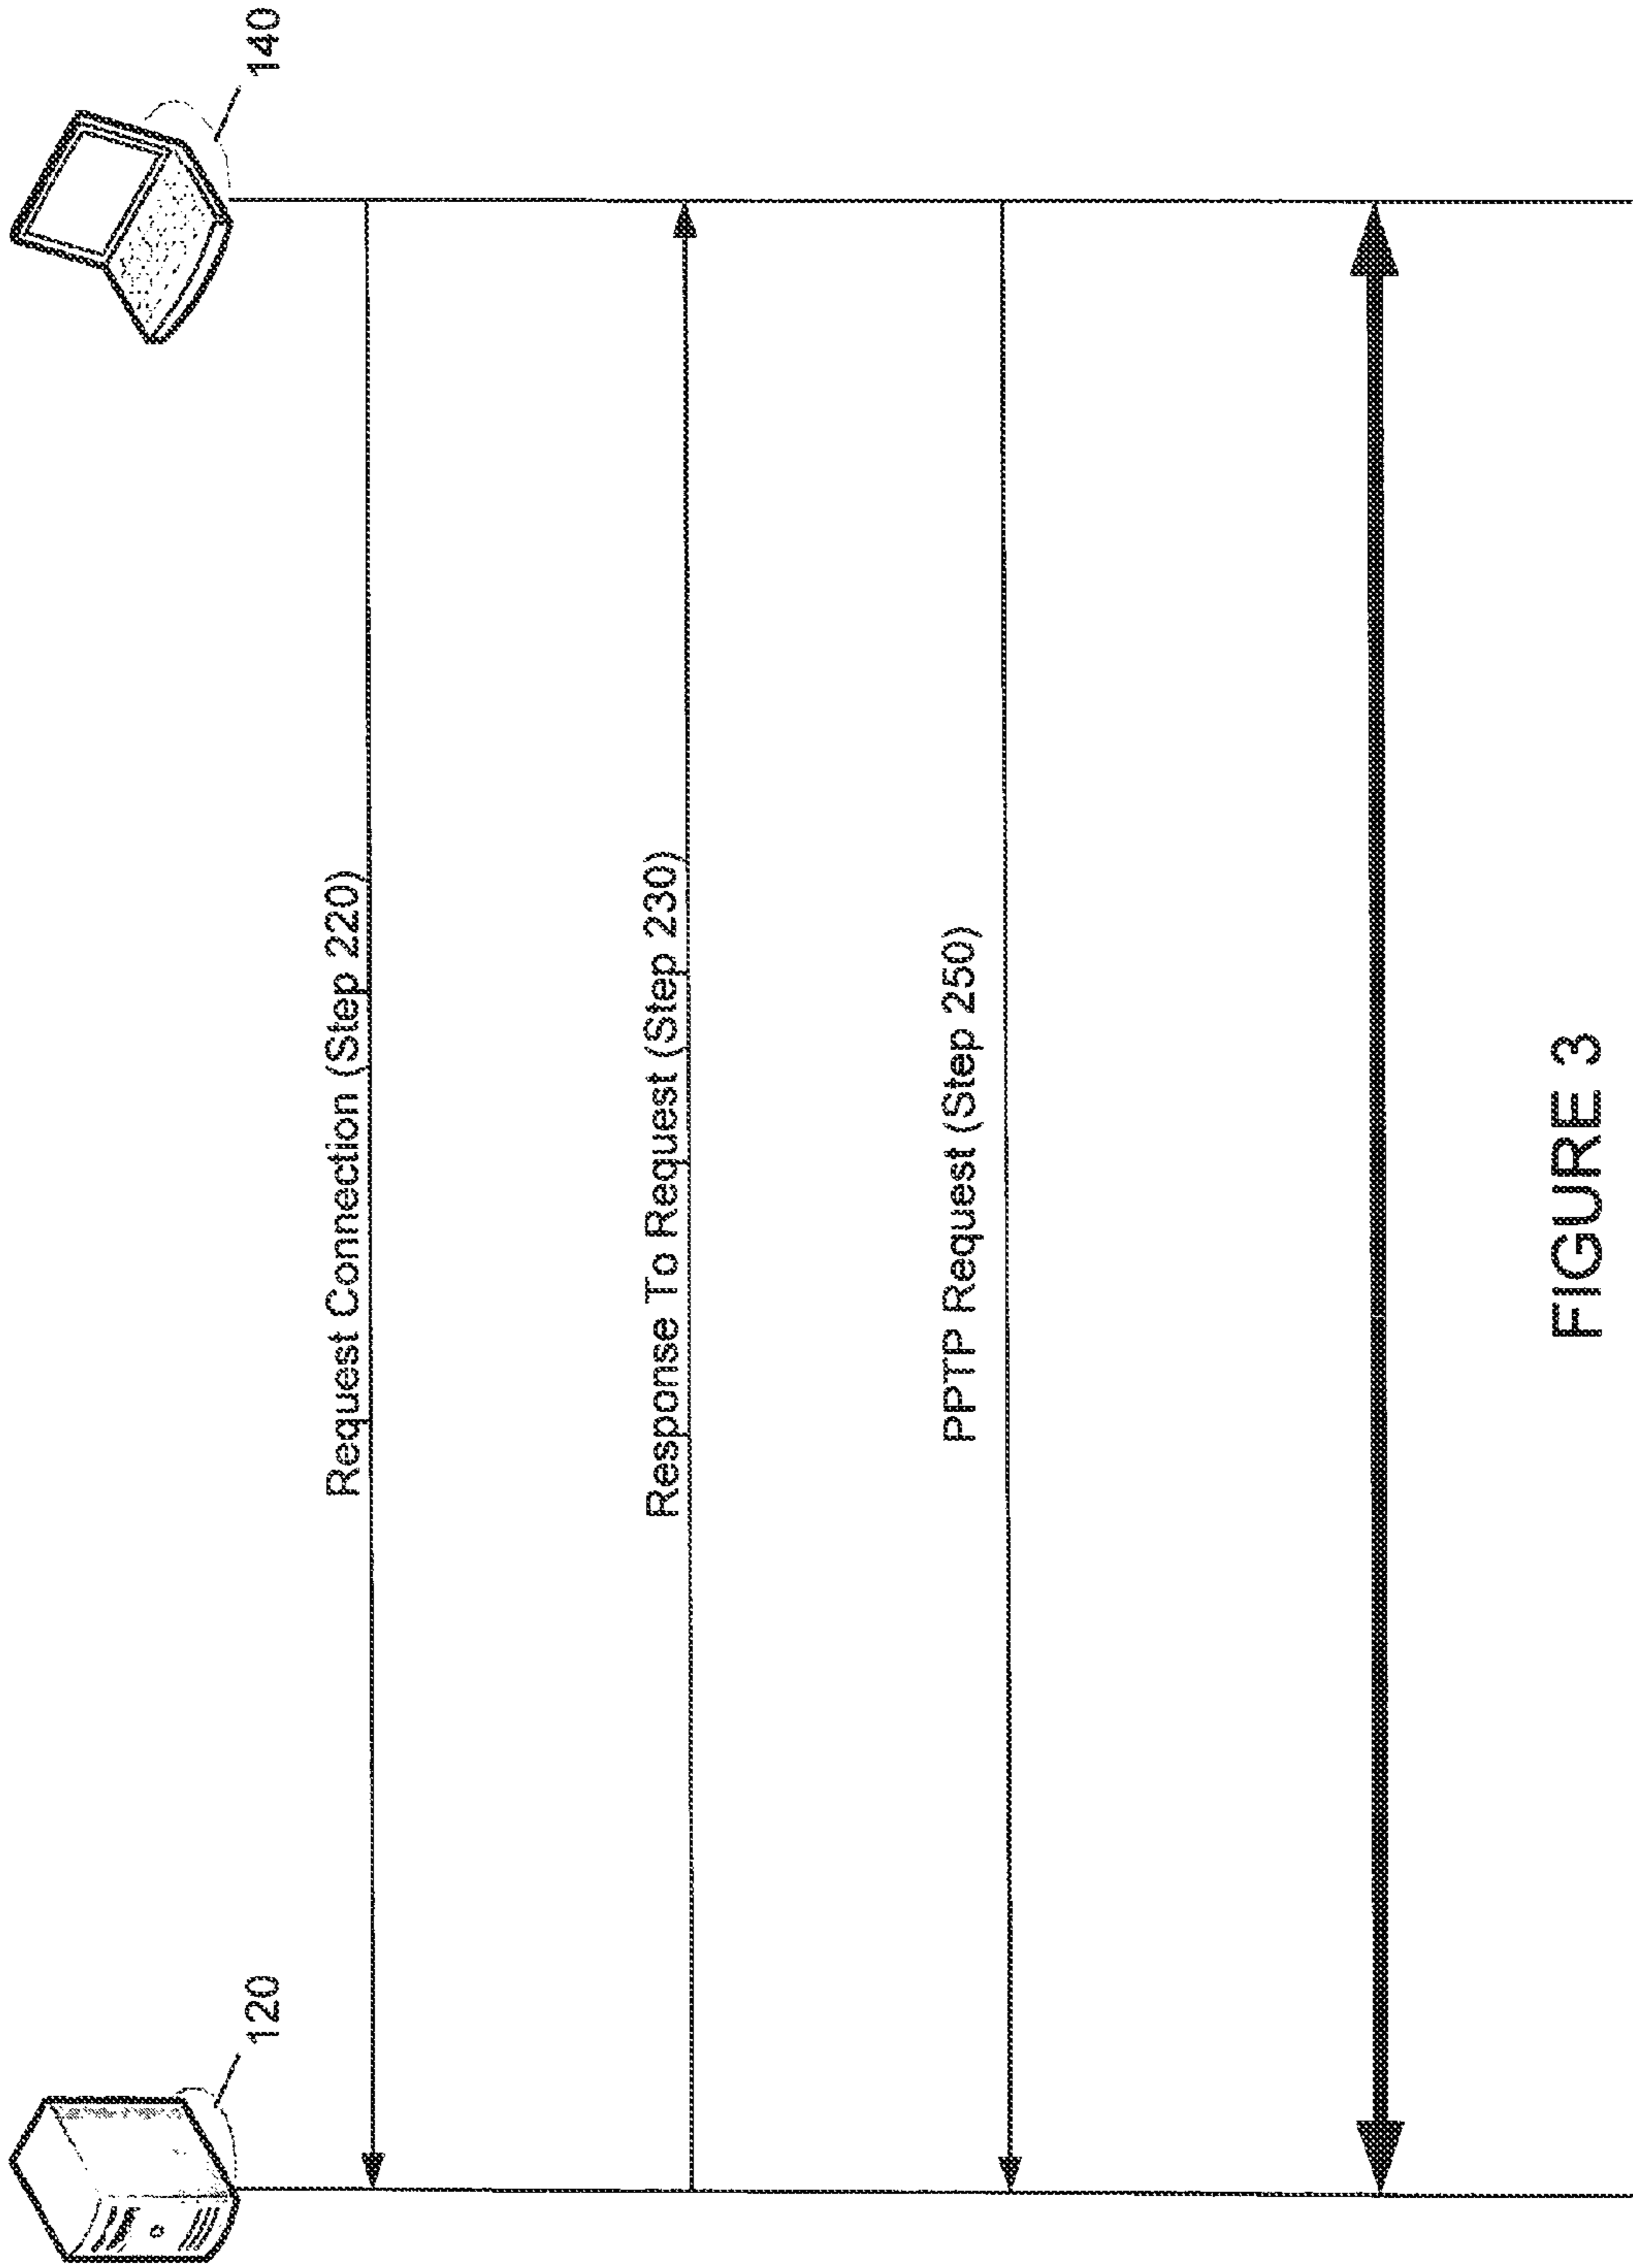 120
140
Request Connection (Step 220)
Response To Request (Step 230)
PPTP Request (Step 250)
FIGURE 3